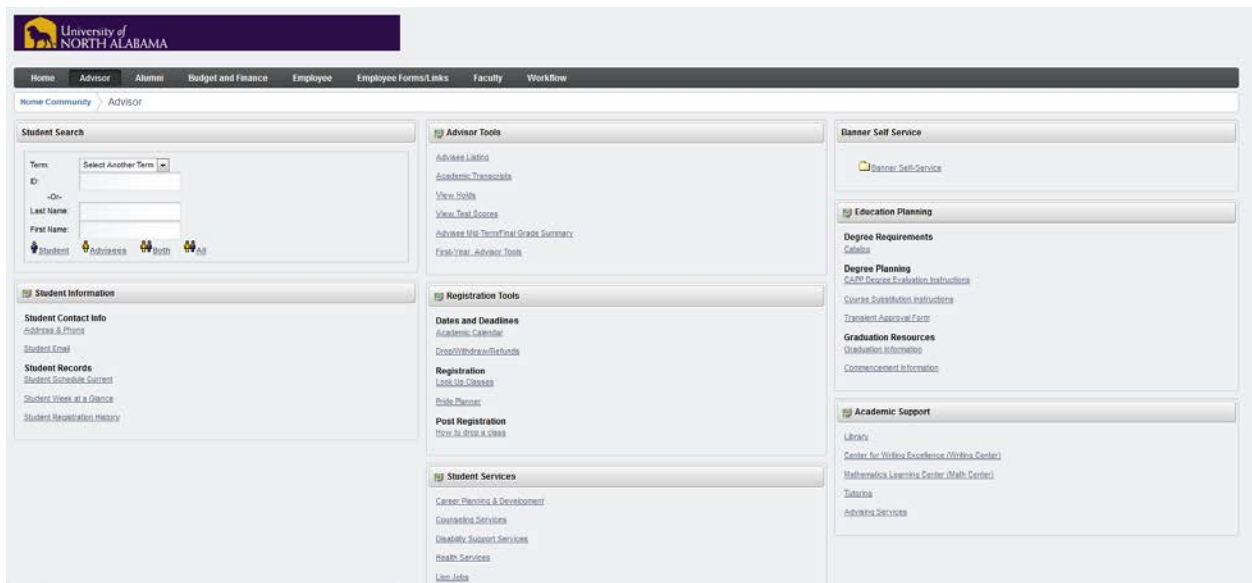 University of
NORTH ALABAMA
Home Advisor Alumni Budget and Finance Employee Employee Forms/Links Faculty Workflow
Home Community Advisor
Student Search
Term: Select Another Term
ID:
-Or-
Last Name:
First Name:
Student Advisees Both All
Student Information
Student Contact Info
Address & Phone
Student Email
Student Records
Student Schedule Current
Student Week at a Glance
Student Registration History
Advisor Tools
Advisee Listing
Academic Transcripts
View Holds
View Test Scores
Advisee Mid-Term/Final Grade Summary
First-Year Advisor Tools
Registration Tools
Dates and Deadlines
Academic Calendar
Drop/Withdraw/Refunds
Registration
Look Up Classes
Pride Planner
Post Registration
How to drop a class
Student Services
Career Planning & Development
Counseling Services
Disability Support Services
Health Services
Lion Jobs
Banner Self Service
Banner Self-Service
Education Planning
Degree Requirements
Catalog
Degree Planning
CAPP Degree Evaluation Instructions
Course Substitution Instructions
Transient Approval Form
Graduation Resources
Graduation Information
Commencement Information
Academic Support
Library
Center for Writing Excellence (Writing Center)
Mathematics Learning Center (Math Center)
Tutoring
Advising Services